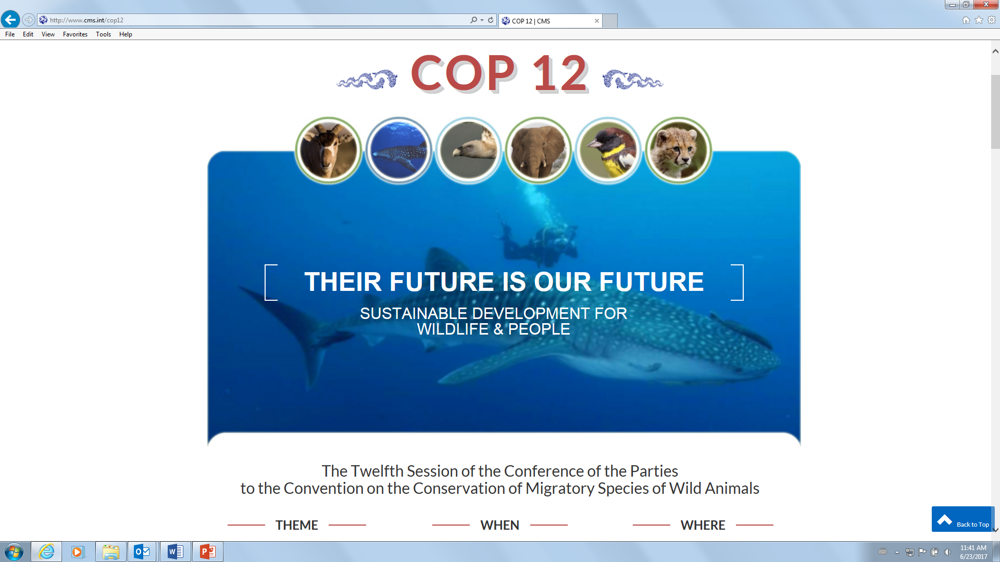 http://www.cms.int/cop12
COP 12 | CMS
File Edit View Favorites Tools Help
COP 12
THEIR FUTURE IS OUR FUTURE
SUSTAINABLE DEVELOPMENT FOR
WILDLIFE & PEOPLE
The Twelfth Session of the Conference of the Parties
to the Convention on the Conservation of Migratory Species of Wild Animals
THEME WHEN WHERE
Back to Top
11:41 AM
6/23/2017